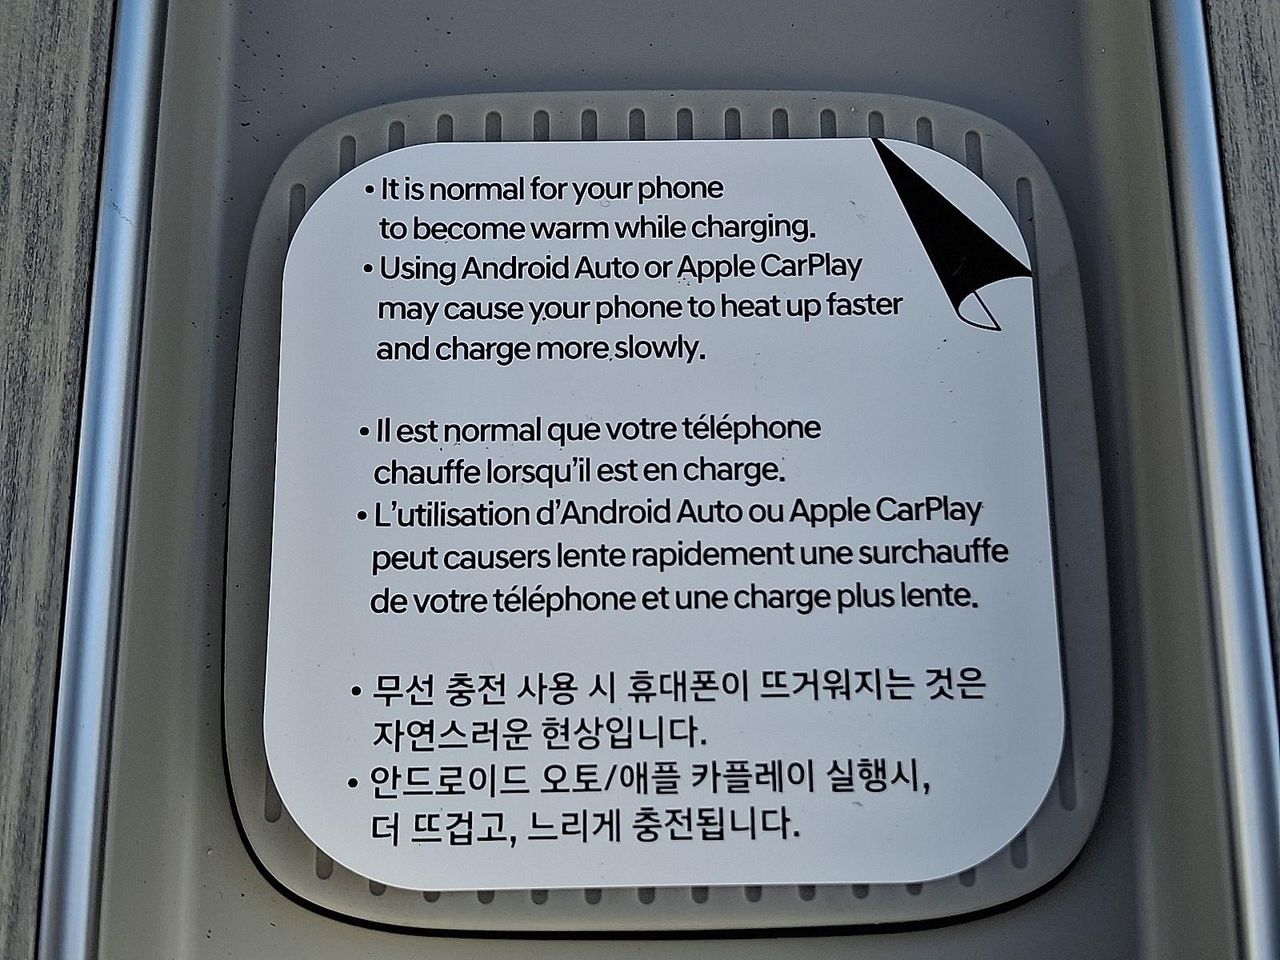 • It is normal for your phone
to become warm while charging.
• Using Android Auto or Apple CarPlay
may cause your phone to heat up faster
and charge more slowly.
• Il est normal que votre téléphone
chauffe lorsqu'il est en charge.
• L'utilisation d'Android Auto ou Apple CarPlay
peut causers lente rapidement une surchauffe
de votre téléphone et une charge plus lente.
• 무선 충전 사용 시 휴대폰이 뜨거워지는 것은
자연스러운 현상입니다.
• 안드로이드 오토/애플 카플레이 실행시,
더 뜨겁고, 느리게 충전됩니다.